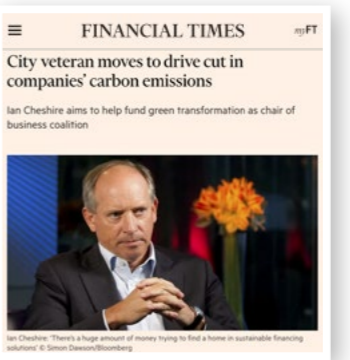 FINANCIAL TIMES
myFT
City veteran moves to drive cut in
companies' carbon emissions
Ian Cheshire aims to help fund green transformation as chair of
business coalition
Ian Cheshire: 'There's a huge amount of money trying to find a home in sustainable financing
solutions' © Simon Dawson/Bloomberg